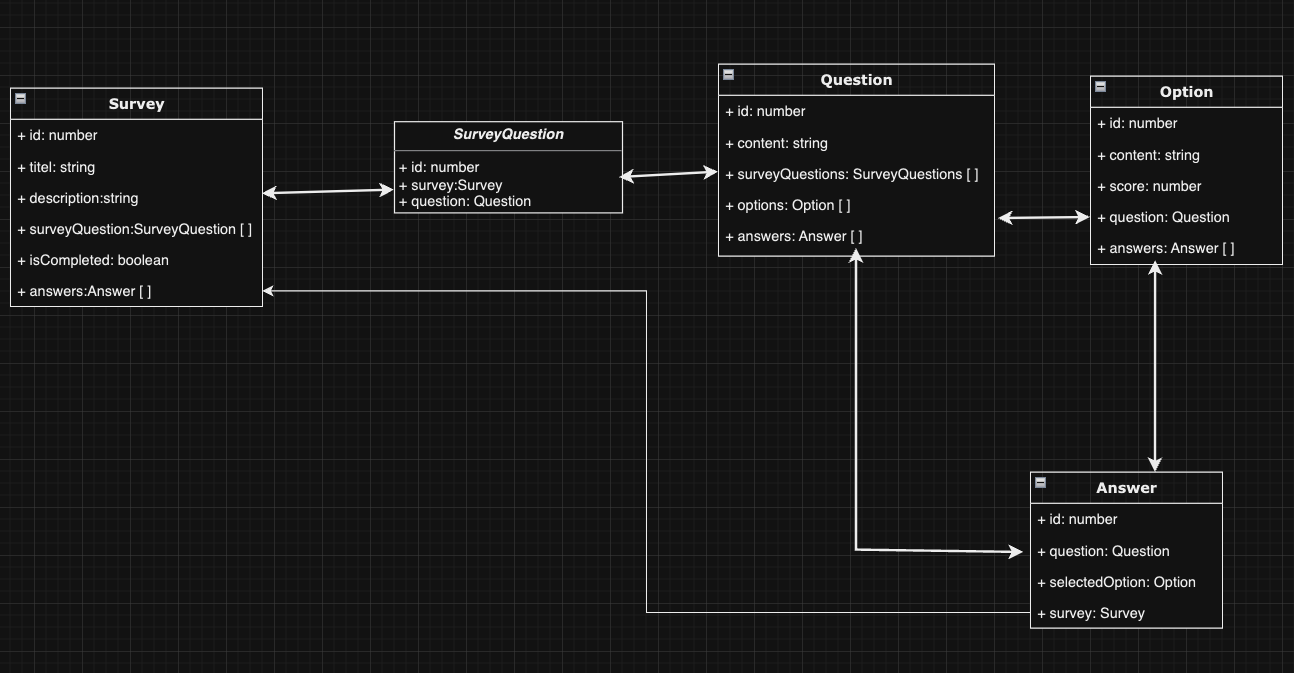 Survey
+ id: number
+ titel: string
+ description:string
+ surveyQuestion:SurveyQuestion [ ]
+ isCompleted: boolean
+ answers:Answer [ ]
SurveyQuestion
+ id: number
+ survey:Survey
+ question: Question
Question
+ id: number
+ content: string
+ surveyQuestions: SurveyQuestions [ ]
+ options: Option [ ]
+ answers: Answer [ ]
Option
+ id: number
+ content: string
+ score: number
+ question: Question
+ answers: Answer [ ]
Answer
+ id: number
+ question: Question
+ selectedOption: Option
+ survey: Survey